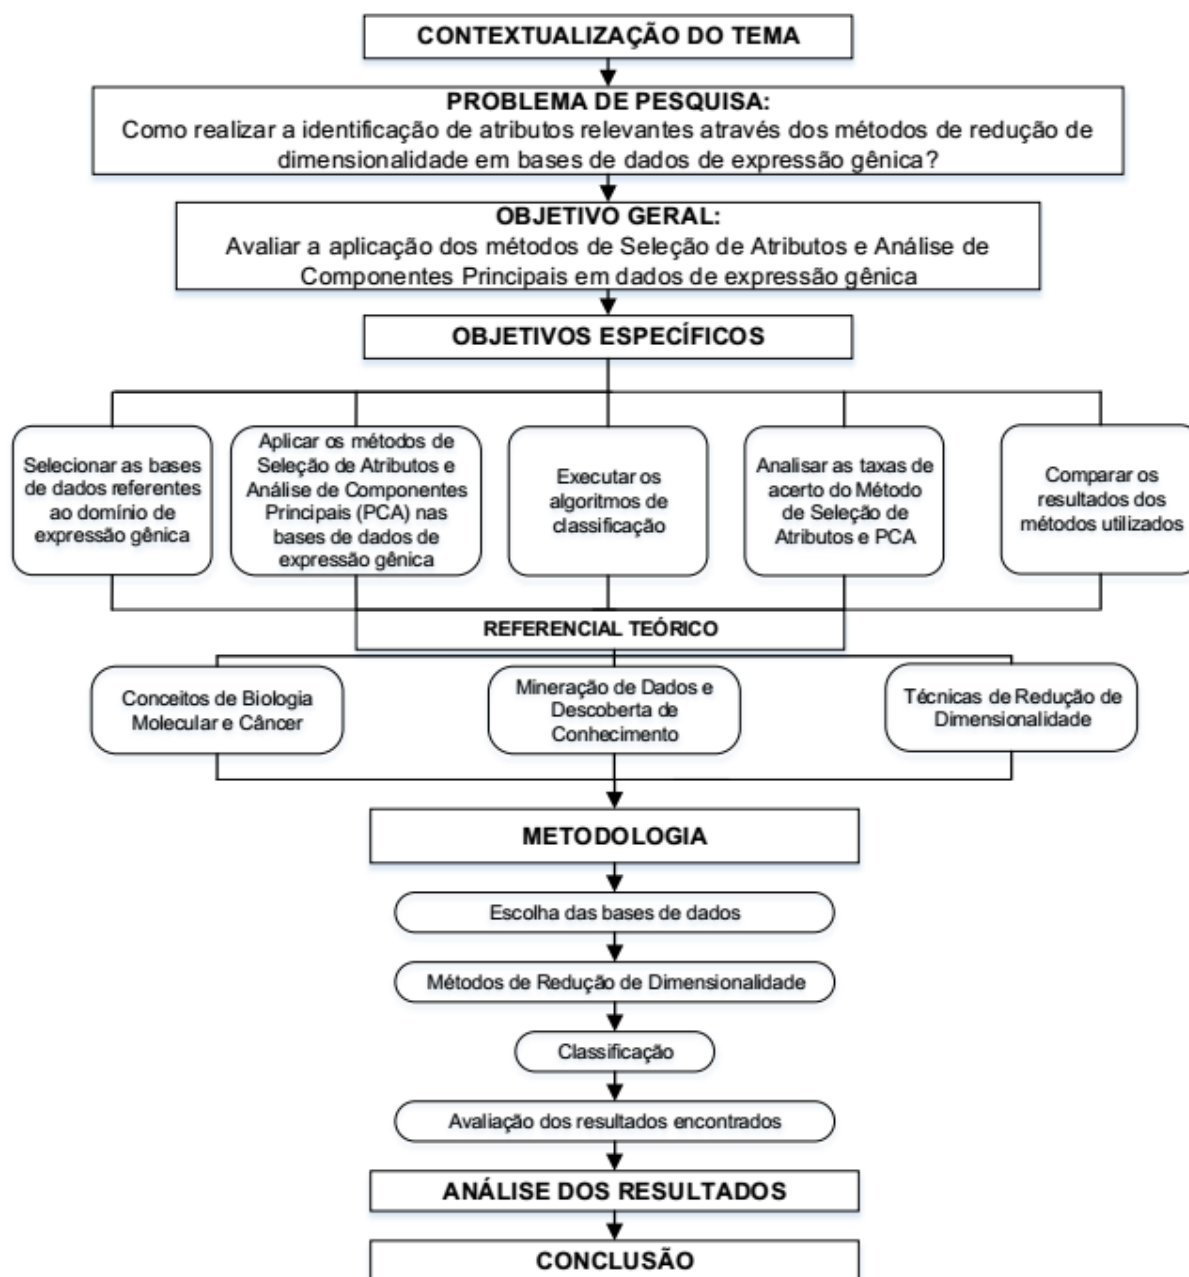 CONTEXTUALIZAÇÃO DO TEMA
PROBLEMA DE PESQUISA:
Como realizar a identificação de atributos relevantes através dos métodos de redução de
dimensionalidade em bases de dados de expressão gênica?
OBJETIVO GERAL:
Avaliar a aplicação dos métodos de Seleção de Atributos e Análise de
Componentes Principais em dados de expressão gênica
OBJETIVOS ESPECÍFICOS
Selecionar as bases
de dados referentes
ao domínio de
expressão gênica
Aplicar os métodos de
Seleção de Atributos e
Análise de Componentes
Principais (PCA) nas
bases de dados de
expressão gênica
Executar os
algoritmos de
classificação
Analisar as taxas de
acerto do Método
de Seleção de
Atributos e PCA
Comparar os
resultados dos
métodos utilizados
REFERENCIAL TEÓRICO
Conceitos de Biologia
Molecular e Câncer
Mineração de Dados e
Descoberta de
Conhecimento
Técnicas de Redução de
Dimensionalidade
METODOLOGIA
Escolha das bases de dados
Métodos de Redução de Dimensionalidade
Classificação
Avaliação dos resultados encontrados
ANÁLISE DOS RESULTADOS
CONCLUSÃO